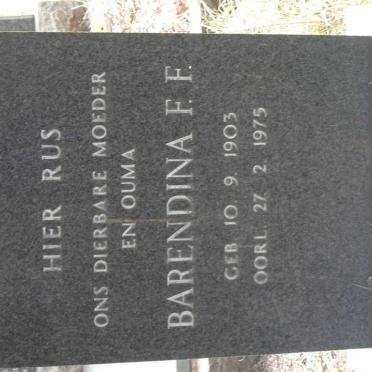 HIER RUS
ONS DIERBARE MOEDER
EN OUMA
BARENDINA F. F.
GEB. 10. 9. 1903
OORL. 27. 2. 1975